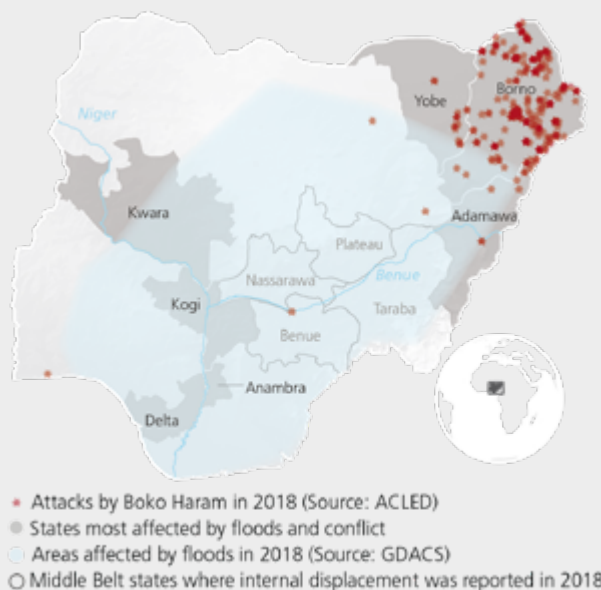 Niger
Yobe
Borno
Kwara
Adamawa
Plateau
Nassarawa
Benue
Kogi
Taraba
Benue
Anambra
Delta
Attacks by Boko Haram in 2018 (Source: ACLED)
States most affected by floods and conflict
Areas affected by floods in 2018 (Source: GDACS)
Middle Belt states where internal displacement was reported in 2018